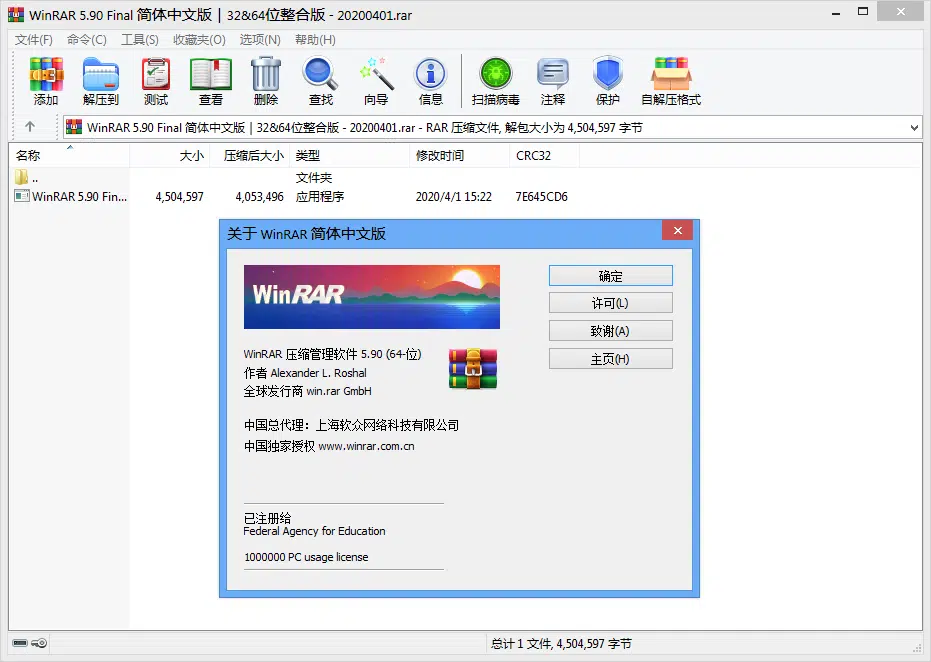 WinRAR 5.90 Final 简体中文版 | 32&64位整合版 - 20200401.rar
文件(F) 命令(C) 工具(S) 收藏夹(O) 选项(N) 帮助(H)
添加 解压到 测试 查看 删除 查找 向导 信息 扫描病毒 注释 保护 自解压格式
WinRAR 5.90 Final 简体中文版 | 32&64位整合版 - 20200401.rar - RAR 压缩文件, 解包大小为 4,504,597 字节
名称 大小 压缩后大小 类型 修改时间 CRC32
.. 文件夹
WinRAR 5.90 Fin... 4,504,597 4,053,496 应用程序 2020/4/1 15:22 7E645CD6
关于 WinRAR 简体中文版
WinRAR
确定
许可(L)
致谢(A)
主页(H)
WinRAR 压缩管理软件 5.90 (64-位)
作者 Alexander L. Roshal
全球发行商 win.rar GmbH
中国总代理：上海软众网络科技有限公司
中国独家授权 www.winrar.com.cn
已注册给
Federal Agency for Education
1000000 PC usage license
总计 1 文件, 4,504,597 字节